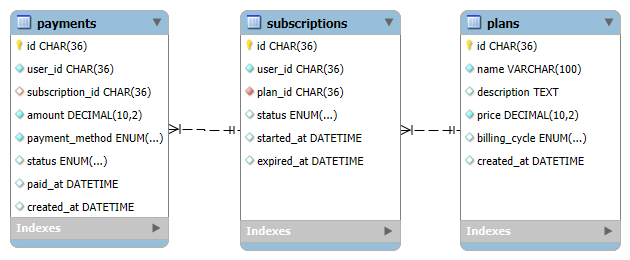 payments
id CHAR(36)
user_id CHAR(36)
subscription_id CHAR(36)
amount DECIMAL(10,2)
payment_method ENUM(...)
status ENUM(...)
paid_at DATETIME
created_at DATETIME
Indexes
subscriptions
id CHAR(36)
user_id CHAR(36)
plan_id CHAR(36)
status ENUM(...)
started_at DATETIME
expired_at DATETIME
Indexes
plans
id CHAR(36)
name VARCHAR(100)
description TEXT
price DECIMAL(10,2)
billing_cycle ENUM(...)
created_at DATETIME
Indexes